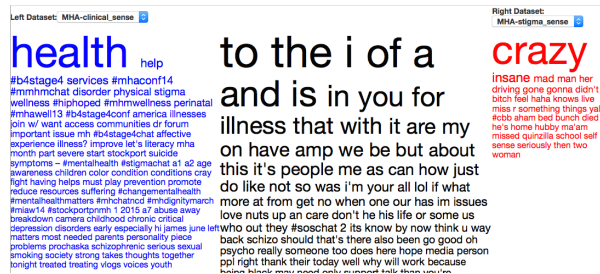 Left Dataset: MHA-clinical_sense
Right Dataset:
MHA-stigma_sense
health help
#b4stage4 services #mhaconf14
#mmhmchat disorder physical stigma
wellness #hiphoped #mhmwellness perinatal
#mhawell13 #b4stage4conf america illnesses
join w/ want access communities dr forum
important issue mh #b4stage4chat affective
experience illness? improve let's literacy mha
month part severe start stockport suicide
symptoms – #mentalhealth #stigmachat a1 a2 age
awareness children color condition conditions cray
fight having helps must play prevention promote
reduce resources suffering #changementalhealth
#mentalhealthmatters #mhchatncd #mhdignitymarch
#miaw14 #stockportpnmh 1 2015 a7 abuse away
breakdown camera childhood chronic critical
depression disorders early especially hi james june left
matters most needed parents personality piece
problems prochaska schizophrenic serious sexual
smoking society strong takes thoughts together
tonight treated treating vlogs voices youth
to the i of a
and is in you for
illness that with it are my
on have amp we be but about
this it's people me as can how just
do like not so was i'm your all lol if what
more at from get no when one our has im issues
love nuts up an care don't he his life or some us
who out they #soschat 2 its know by now think u way
back schizo should that's there also been go good oh
psycho really someone too does here hope media person
ppl right thank their today well why will work because
being black may need only support talk than you're
crazy
insane mad man her
driving gone gonna didn't
bitch feel haha knows live
miss r something things yal
#cbb aham bed bunch died
he's home hubby ma'am
missed quinzilla school self
sense seriously then two
woman